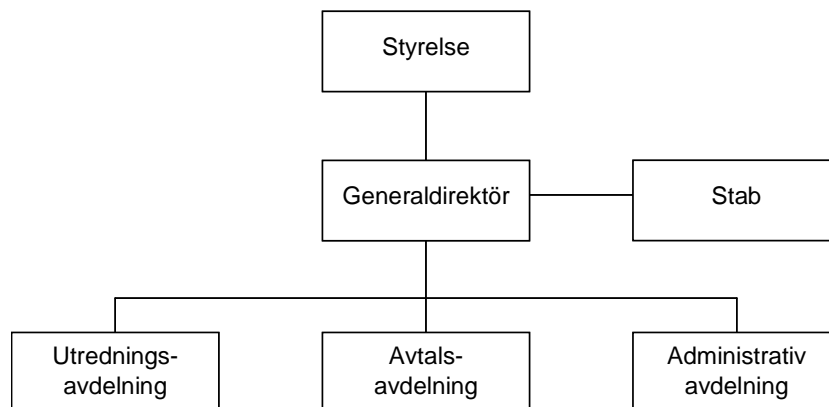 Styrelse
Generaldirektör
Stab
Utrednings-
avdelning
Avtals-
avdelning
Administrativ
avdelning